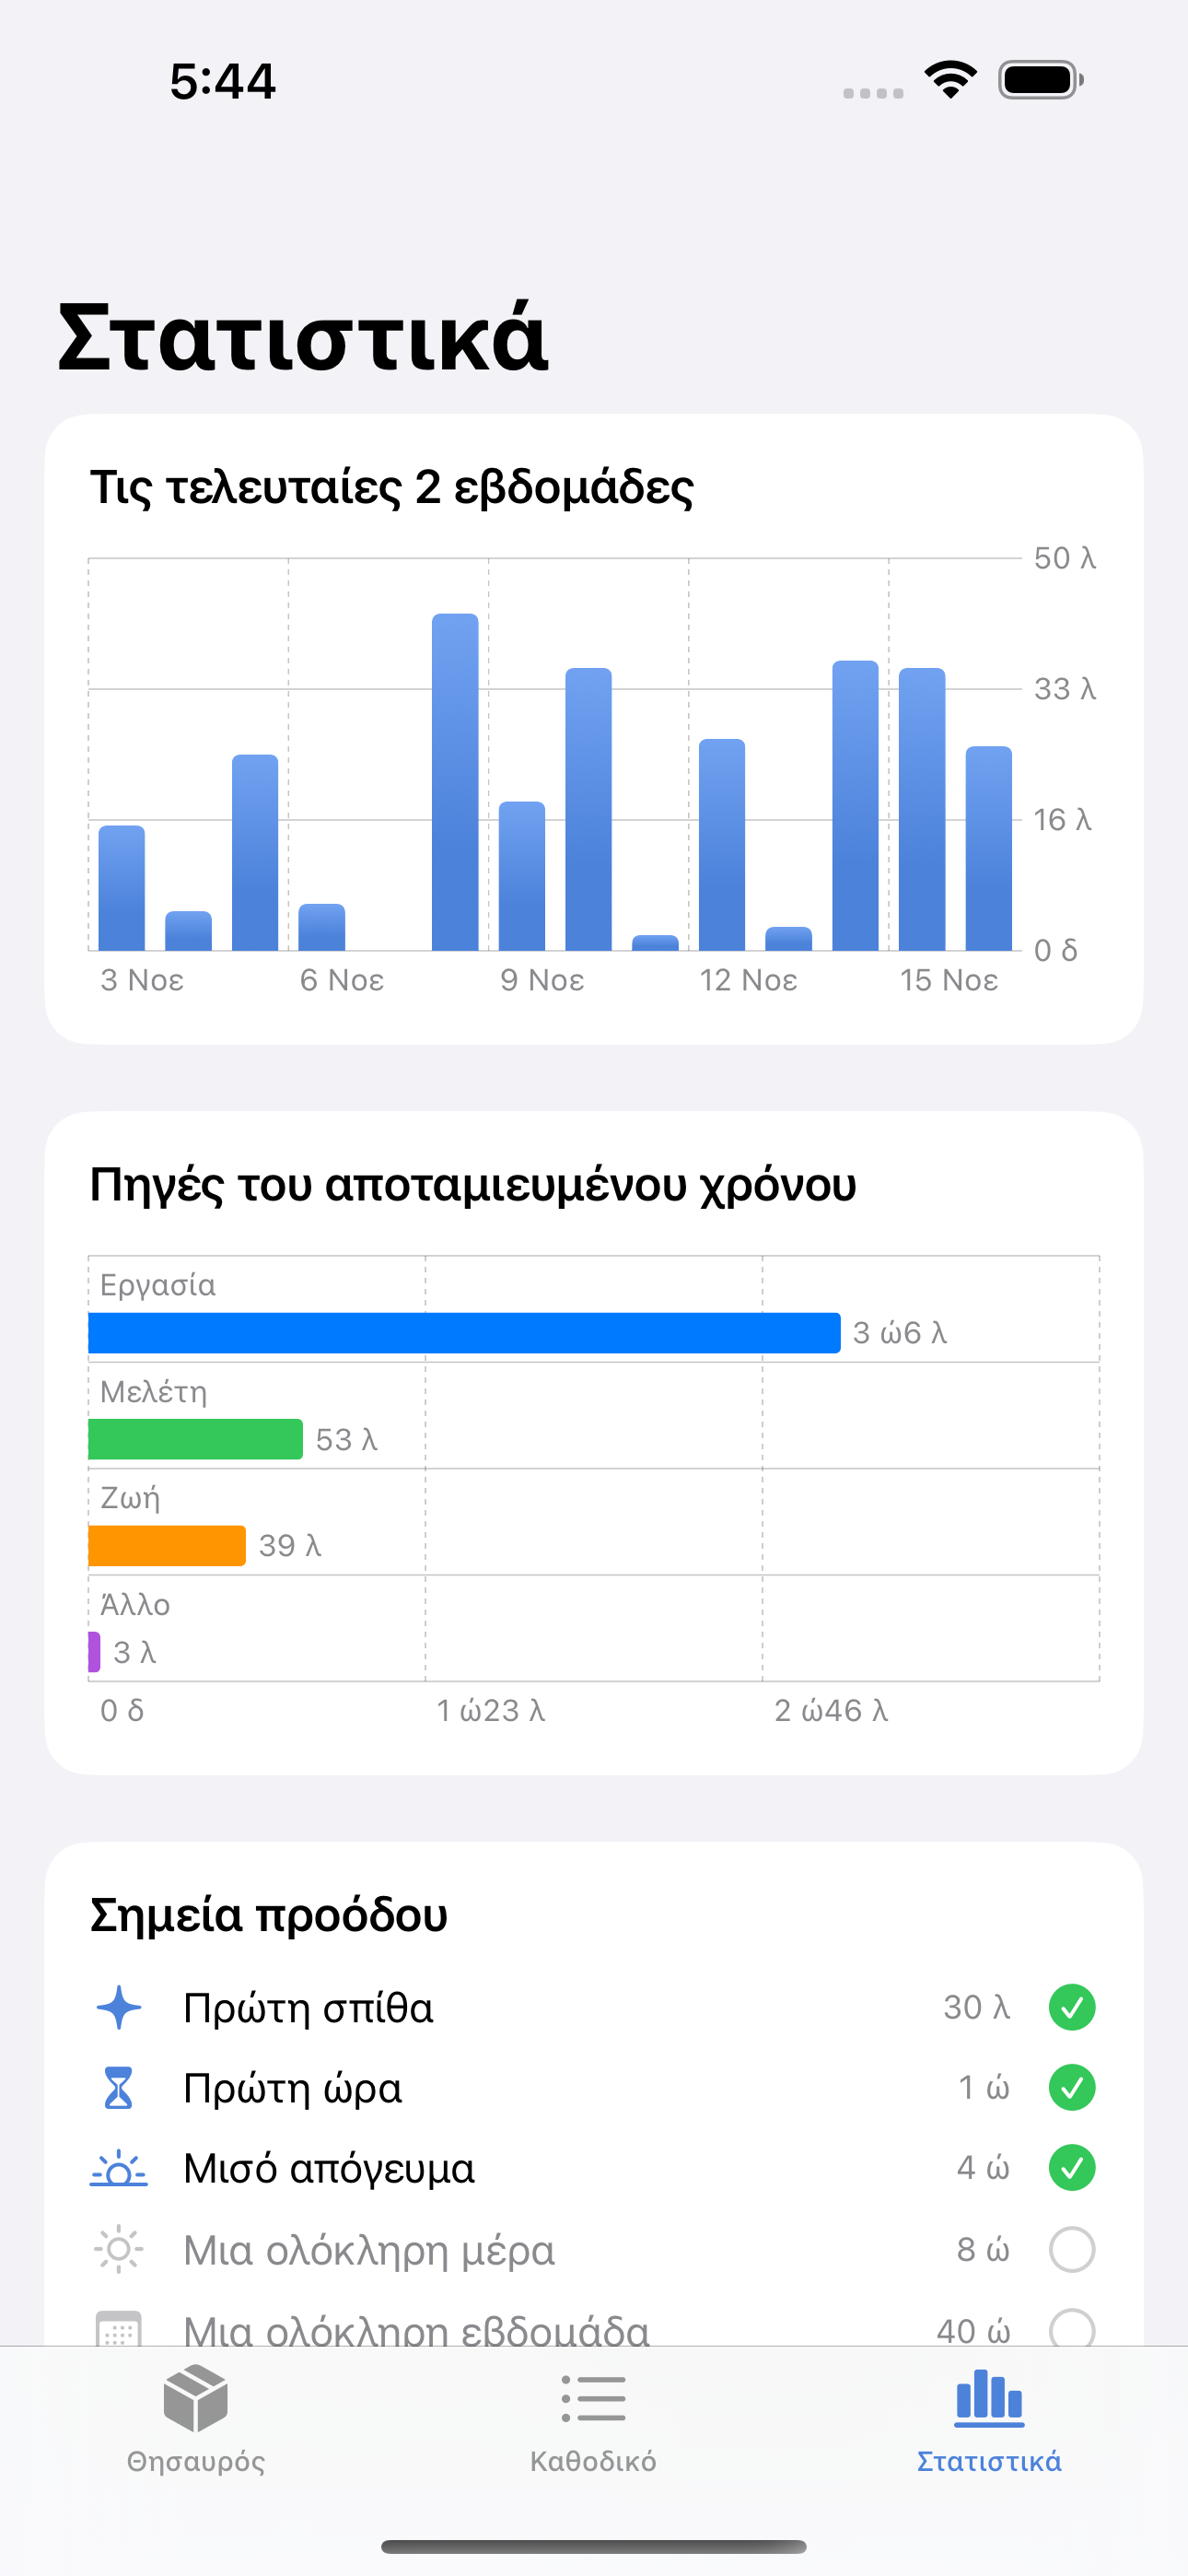 5:44
Στατιστικά
Τις τελευταίες 2 εβδομάδες
50 λ
33 λ
16 λ
0 δ
3 Νοε 6 Νοε 9 Νοε 12 Νοε 15 Νοε
Πηγές του αποταμιευμένου χρόνου
Εργασία
3 ώ6 λ
Μελέτη
53 λ
Ζωή
39 λ
Άλλο
3 λ
0 δ 1 ώ23 λ 2 ώ46 λ
Σημεία προόδου
Πρώτη σπίθα 30 λ
Πρώτη ώρα 1 ώ
Μισό απόγευμα 4 ώ
Μια ολόκληρη μέρα 8 ώ
Μια ολόκληρη εβδομάδα 40 ώ
Θησαυρός Καθοδικό Στατιστικά